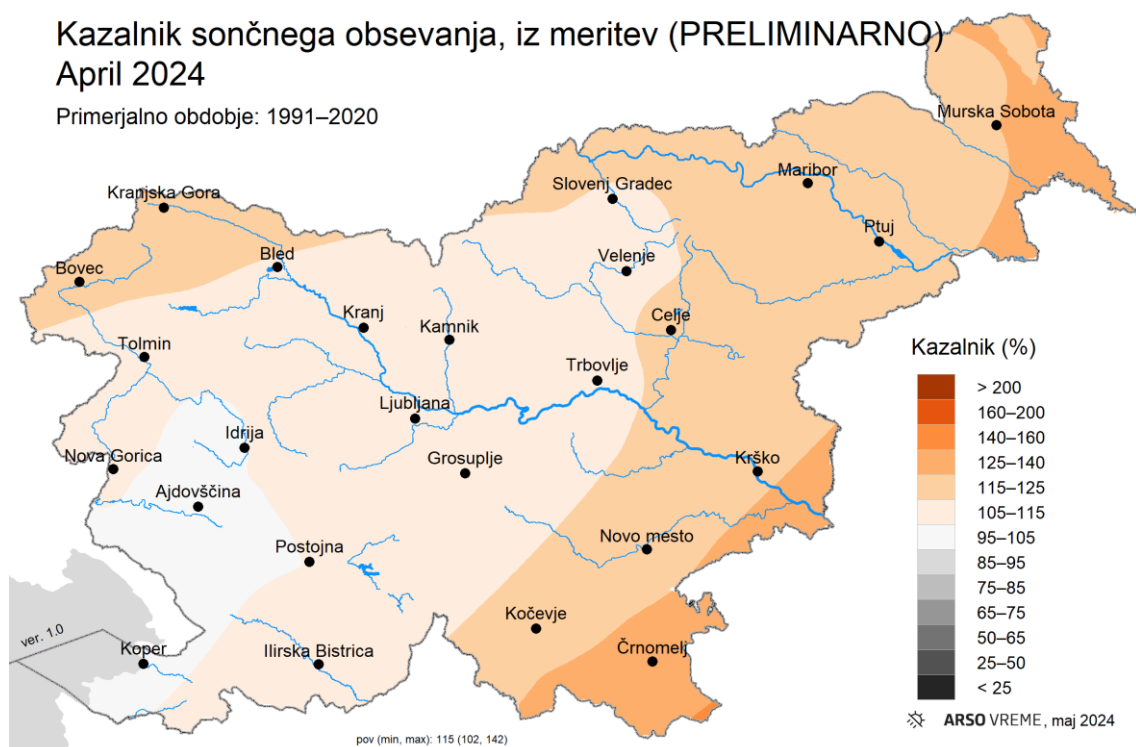 Kazalnik sončnega obsevanja, iz meritev (PRELIMINARNO)
April 2024
Primerjalno obdobje: 1991–2020
Murska Sobota
Maribor
Slovenj Gradec
Kranjska Gora
Ptuj
Bled
Velenje
Bovec
Kranj
Kamnik
Celje
Tolmin
Trbovlje
Ljubljana
Idrija
Nova Gorica
Grosuplje
Krško
Ajdovščina
Novo mesto
Postojna
Kočevje
ver. 1.0
Koper
Ilirska Bistrica
Črnomelj
Kazalnik (%)
> 200
160–200
140–160
125–140
115–125
105–115
95–105
85–95
75–85
65–75
50–65
25–50
< 25
ARSO VREME, maj 2024
pov (min, max): 115 (102, 142)